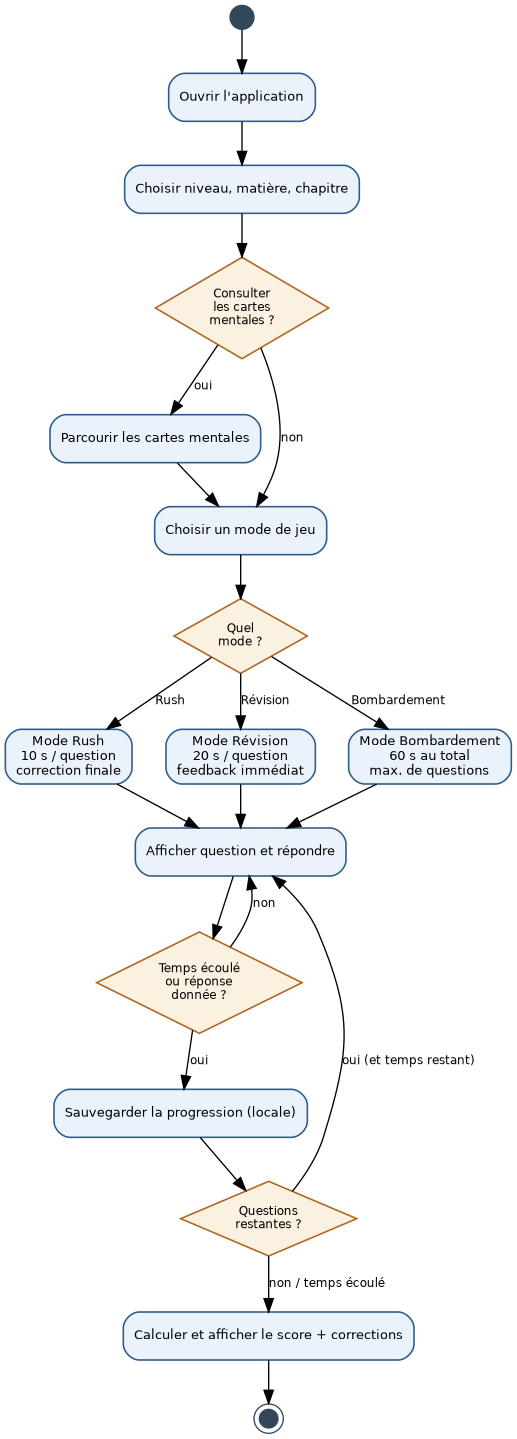 Ouvrir l'application
Choisir niveau, matière, chapitre
Consulter
les cartes
mentales ?
oui
Parcourir les cartes mentales
non
Choisir un mode de jeu
Quel
mode ?
Rush
Révision
Bombardement
Mode Rush
10 s / question
correction finale
Mode Révision
20 s / question
feedback immédiat
Mode Bombardement
60 s au total
max. de questions
Afficher question et répondre
non
Temps écoulé
ou réponse
donnée ?
oui
oui (et temps restant)
Sauvegarder la progression (locale)
Questions
restantes ?
non / temps écoulé
Calculer et afficher le score + corrections